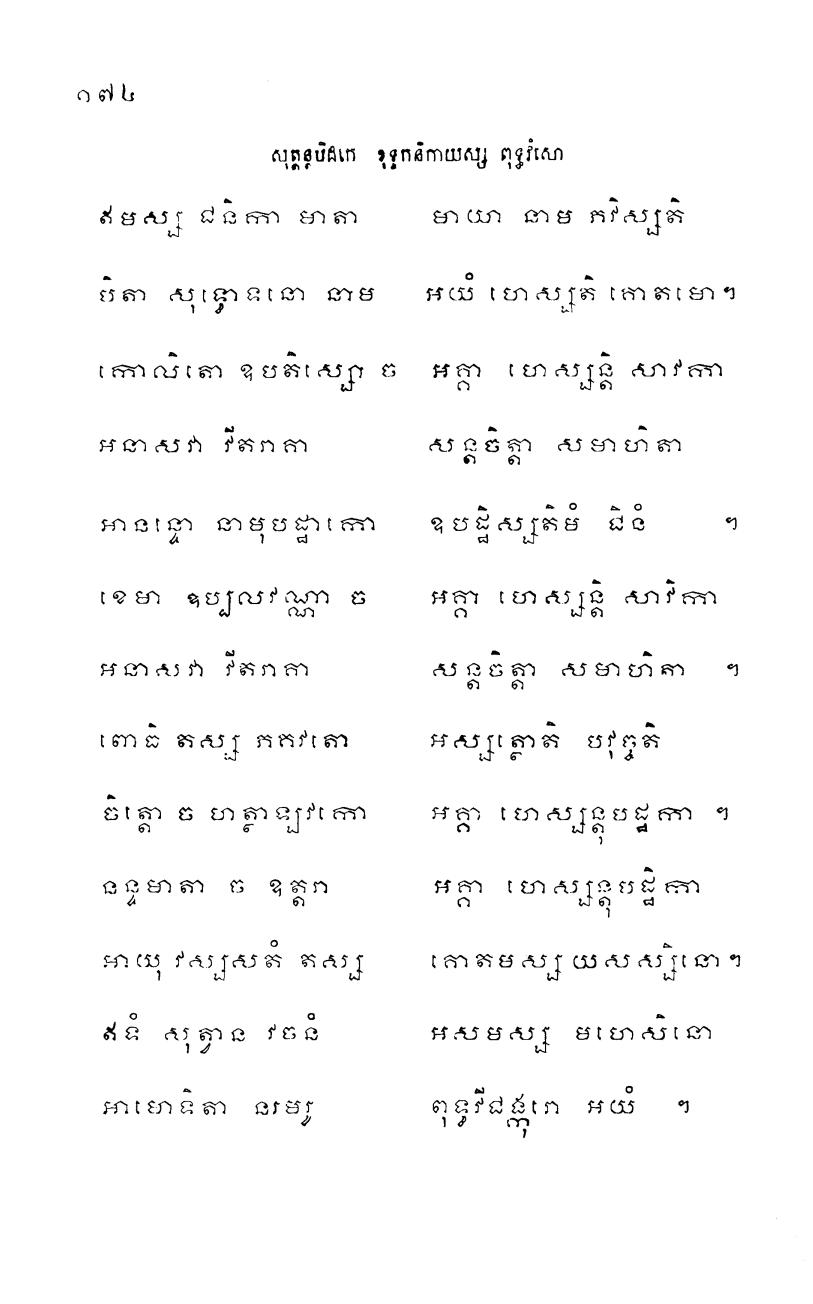 ១៧៤
សុត្តន្តបិដកេ ខុទ្ទកនិកាយស្ស ពុទ្ធវំសោ
ឥមស្ស ជនិកា មាតា មាយា នាម ភវិស្សតិ
បិតា សុទ្ធោទនោ នាម អយំ ហេស្សតិ គោតមោ។
កោលិតោ ឧបតិស្សោ ច អគ្គា ហេស្សន្តិ សាវកា
អនាសវា វីតរាគា សន្តចិត្តា សមាហិតា
អានន្ទោ នាមុបដ្ឋាកោ ឧបដ្ឋិស្សតិមំ ជិនំ ។
ខេមា ឧប្បលវណ្ណា ច អគ្គា ហេស្សន្តិ សាវិកា
អនាសវា វីតរាគា សន្តចិត្តា សមាហិតា ។
ពោធិ តស្ស ភគវតោ អស្សត្ថោតិ បវុច្ចតិ
ចិត្តោ ច ហត្ថាឡវកោ អគ្គា ហេស្សន្តុបដ្ឋកា ។
នន្ទមាតា ច ឧត្តរា អគ្គា ហេស្សន្តុបដ្ឋិកា
អាយុ វស្សសតំ តស្ស គោតមស្ស យសស្សិនោ។
ឥទំ សុត្វាន វចនំ អសមស្ស មហេសិនោ
អាមោទិតា នរមរូ ពុទ្ធវីជង្កុរោ អយំ ។